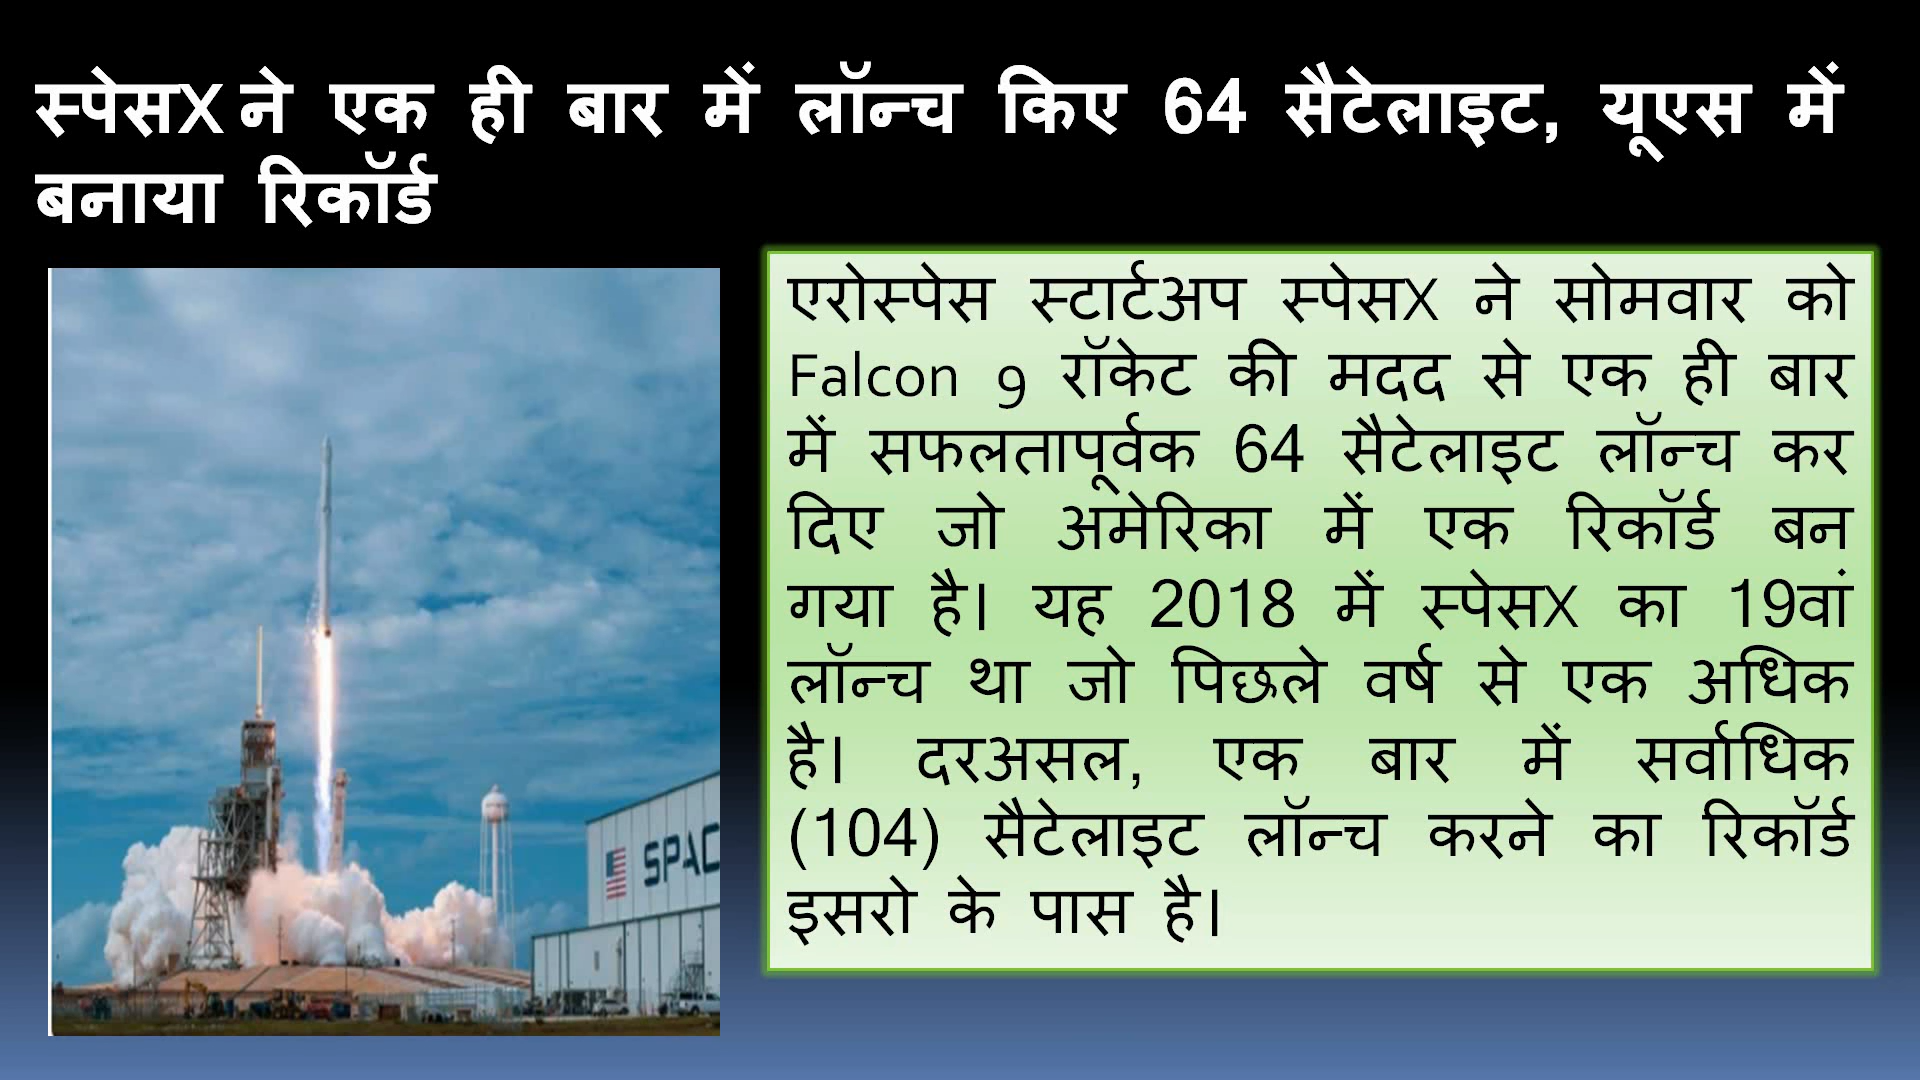 स्पेसX ने एक ही बार में लॉन्च किए 64 सैटेलाइट, यूएस में
बनाया रिकॉर्ड
एरोस्पेस स्टार्टअप स्पेसX ने सोमवार को
Falcon 9 रॉकेट की मदद से एक ही बार
में सफलतापूर्वक 64 सैटेलाइट लॉन्च कर
दिए जो अमेरिका में एक रिकॉर्ड बन
गया है। यह 2018 में स्पेसX का 19वां
लॉन्च था जो पिछले वर्ष से एक अधिक
है। दरअसल, एक बार में सर्वाधिक
(104) सैटेलाइट लॉन्च करने का रिकॉर्ड
इसरो के पास है।
SPAC